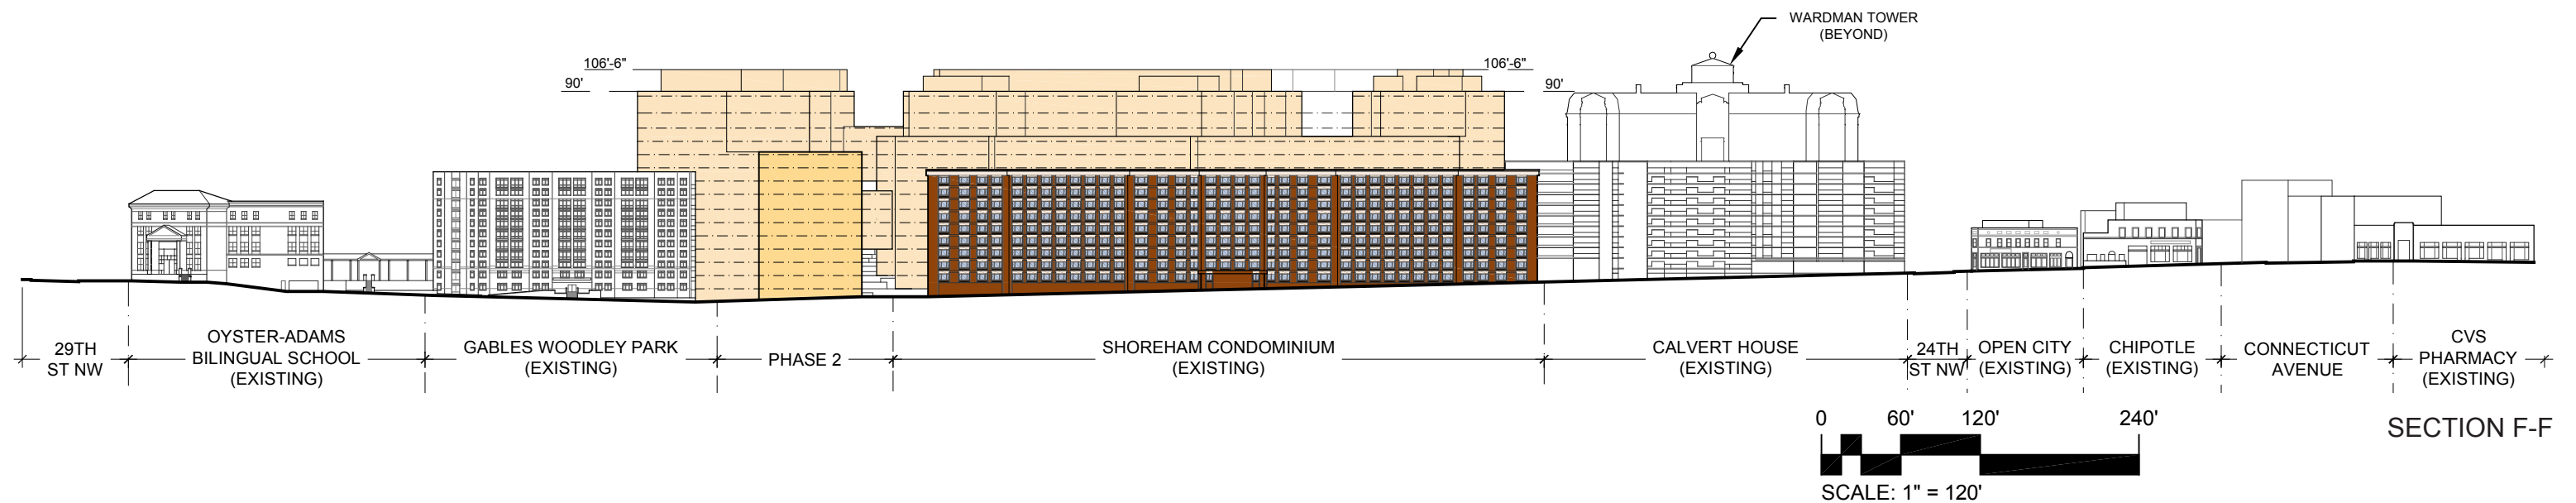 WARDMAN TOWER
(BEYOND)
106'-6"
90'
106'-6"
90'
29TH
ST NW
OYSTER-ADAMS
BILINGUAL SCHOOL
(EXISTING)
GABLES WOODLEY PARK
(EXISTING)
PHASE 2
SHOREHAM CONDOMINIUM
(EXISTING)
CALVERT HOUSE
(EXISTING)
24TH
ST NW
OPEN CITY
(EXISTING)
CHIPOTLE
(EXISTING)
CONNECTICUT
AVENUE
CVS
PHARMACY
(EXISTING)
0 60' 120' 240'
SCALE: 1" = 120'
SECTION F-F